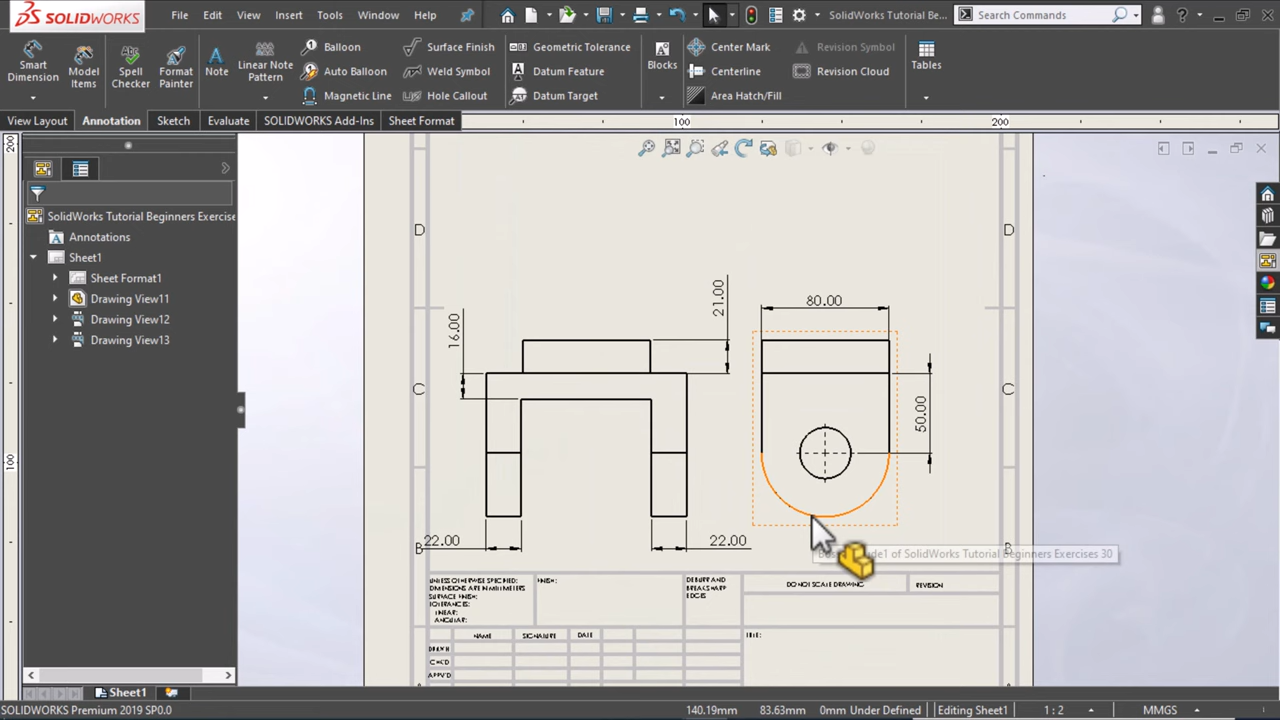 SOLIDWORKS
File Edit View Insert Tools Window Help
SolidWorks Tutorial Be...
Search Commands
?
Smart Dimension
Model Items
Spell Checker
Format Painter
Note
Linear Note Pattern
Balloon
Auto Balloon
Magnetic Line
Surface Finish
Weld Symbol
Hole Callout
Geometric Tolerance
Datum Feature
Datum Target
Blocks
Center Mark
Centerline
Area Hatch/Fill
Revision Symbol
Revision Cloud
Tables
View Layout Annotation Sketch Evaluate SOLIDWORKS Add-Ins Sheet Format
100
200
200
100
SolidWorks Tutorial Beginners Exercise
Annotations
Sheet1
Sheet Format1
Drawing View11
Drawing View12
Drawing View13
D
D
21.00
80.00
16.00
C
C
50.00
22.00
22.00
B
B
of SolidWorks Tutorial Beginners Exercises 30
UNLESS OTHERWISE SPECIFIED:
DIMENSIONS ARE IN MILLIMETERS
SURFACE FINISH:
TOLERANCES:
LINEAR:
ANGULAR:
FINISH:
DEBURR AND
BREAK SHARP
EDGES
DO NOT SCALE DRAWING
REVISION
NAME
SIGNATURE
DATE
TITLE:
DRAWN
CHK'D
APPV'D
Sheet1
SOLIDWORKS Premium 2019 SP0.0
140.19mm 83.63mm 0mm Under Defined Editing Sheet1 1 : 2 MMGS